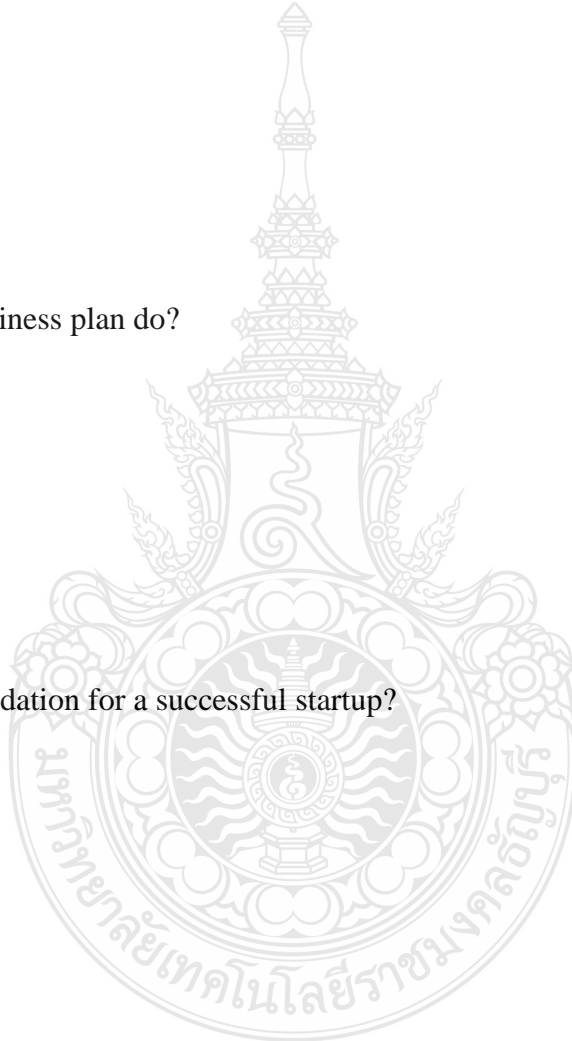 iness plan do?
dation for a successful startup?
มหาวิทยาลัยเทคโนโลยีราชมงคลธัญบุรี